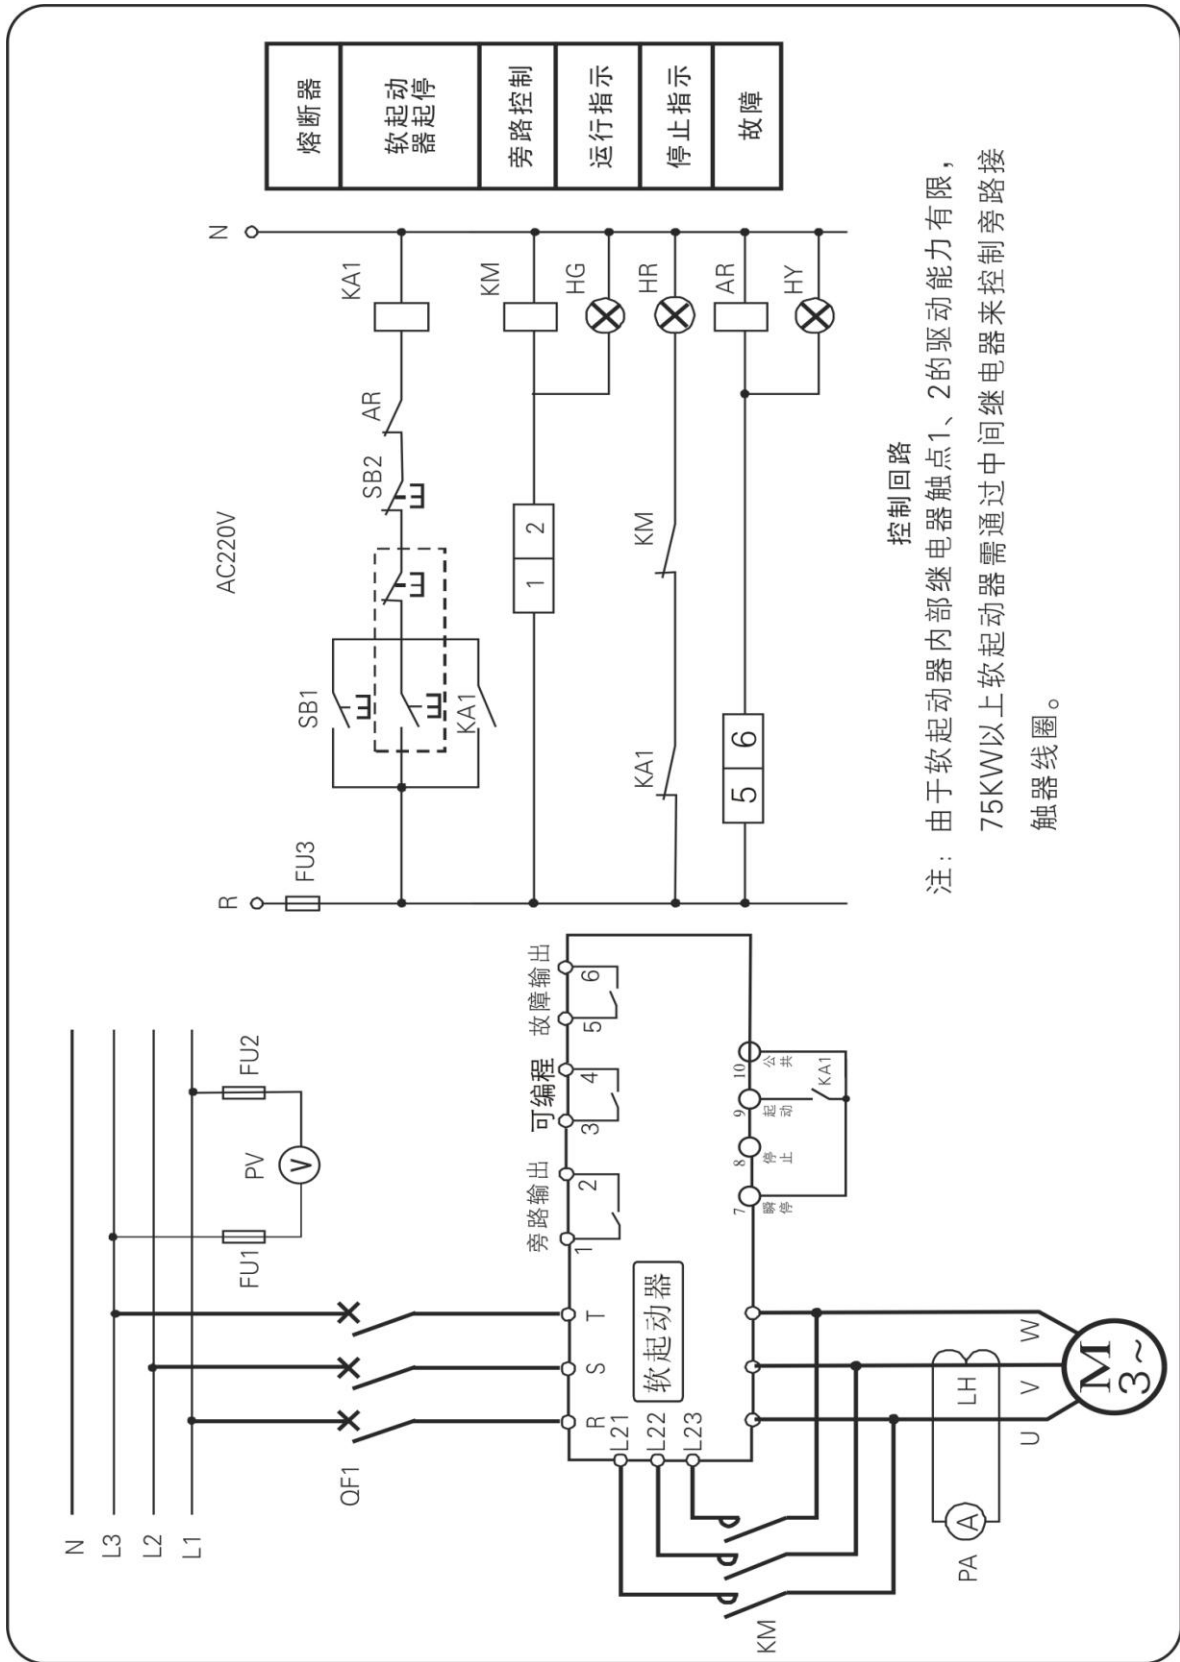 N
L3
L2
L1
QF1
FU1
PV
V
FU2
R
S
T
旁路输出
可编程
故障输出
1
2
3
4
5
6
软起动器
L21
L22
L23
7
8
9
10
瞬停
停止
起动
公共
KA1
KM
U
V
W
LH
PA
A
M
3~
R
FU3
AC220V
N
SB1
KA1
SB2
AR
KA1
1
2
KM
HG
KA1
KM
HR
5
6
AR
HY
熔断器
软起动
器起停
旁路控制
运行指示
停止指示
故障
控制回路
注：由于软起动器内部继电器触点1、2的驱动能力有限，
75KW以上软起动器需通过中间继电器来控制旁路接
触器线圈。